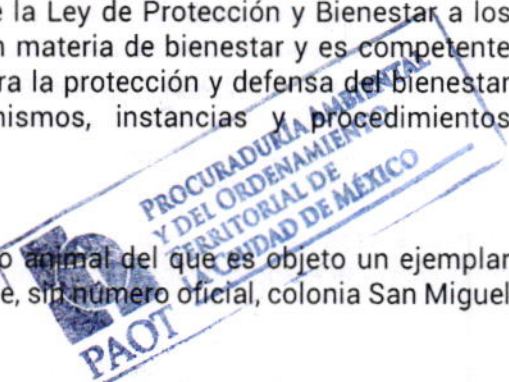 e la Ley de Protección y Bienestar a los
n materia de bienestar y es competente
ra la protección y defensa del bienestar
nismos, instancias y procedimientos
PROCURADURÍA AMBIENTAL
Y DEL ORDENAMIENTO
TERRITORIAL DE
LA CIUDAD DE MÉXICO
PAOT
o animal del que es objeto un ejemplar
e, sin número oficial, colonia San Miguel